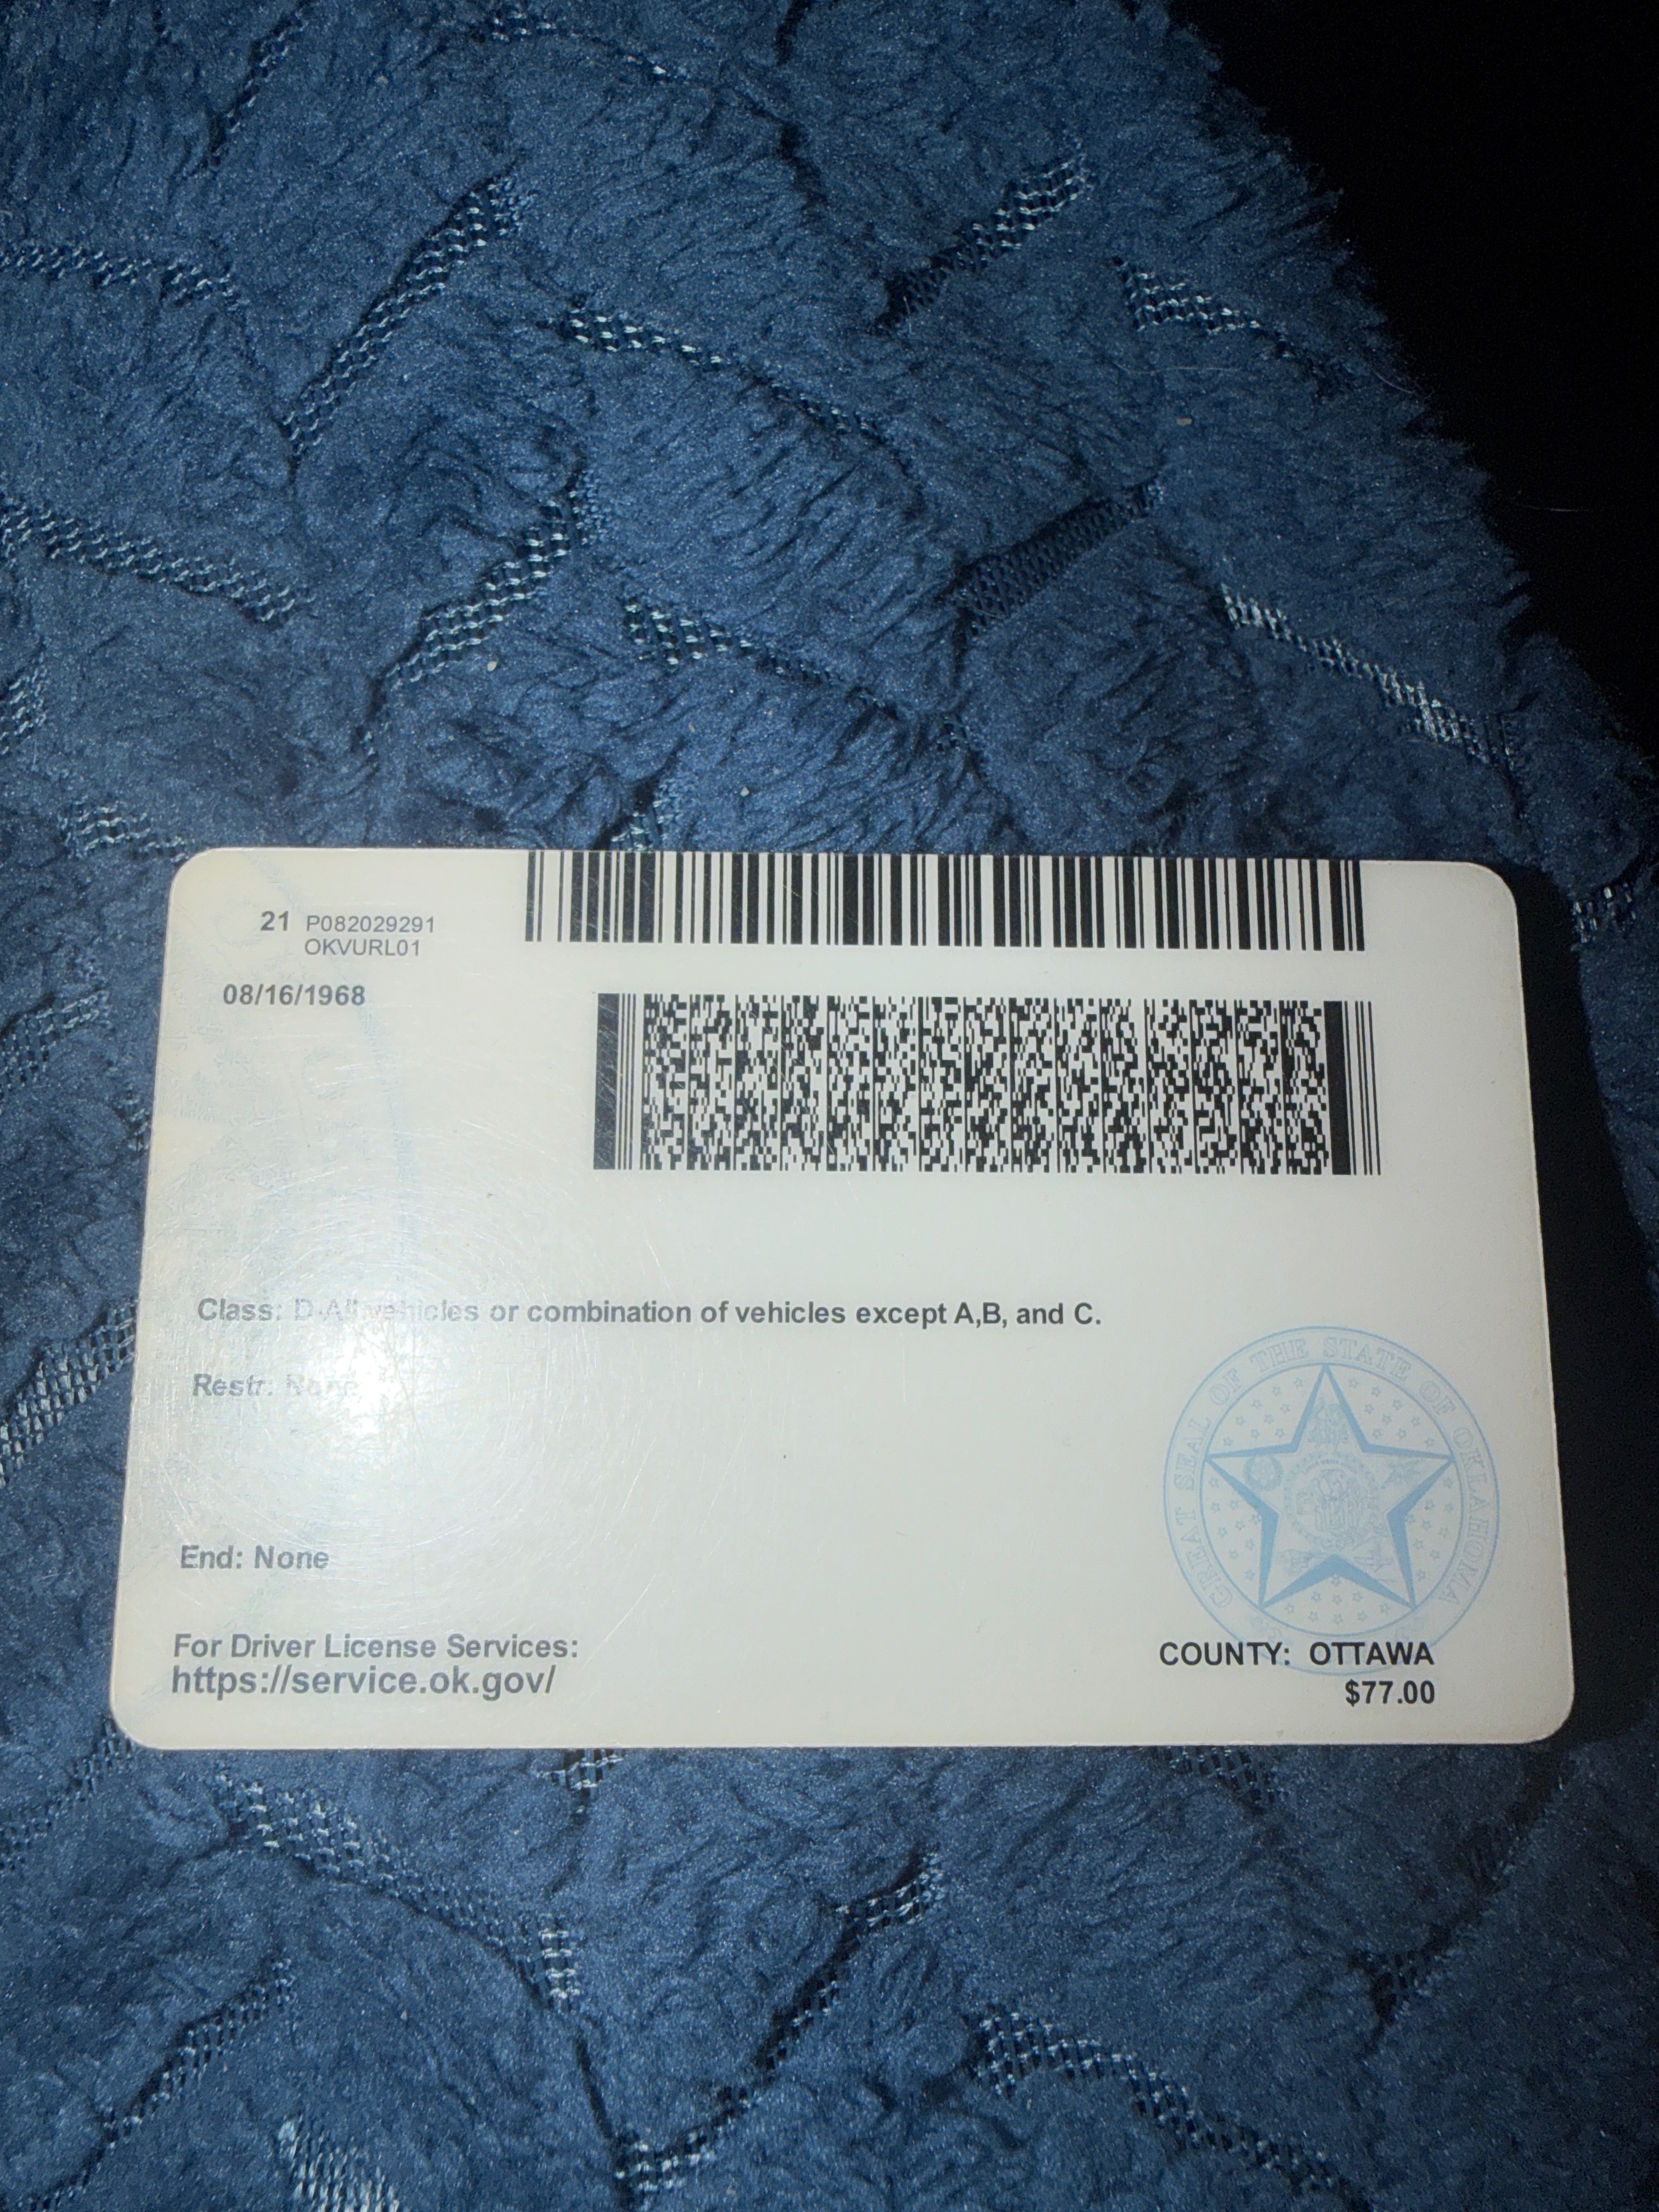 21 P082029291
OKVURL01
08/16/1968
Class: D-All vehicles or combination of vehicles except A,B, and C.
Restr: None
End: None
For Driver License Services:
https://service.ok.gov/
GREAT SEAL OF THE STATE OF OKLAHOMA
COUNTY: OTTAWA
$77.00